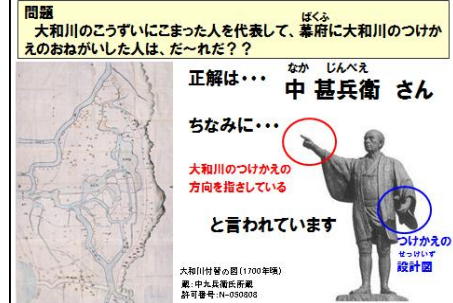 問題
大和川のこうずいにこまった人を代表して、幕府に大和川のつけか
ばくふ
えのおねがいした人は、だ～れだ？？
正解は・・・
なか じんべえ
中 甚兵衛 さん
ちなみに・・・
大和川のつけかえの
方向を指さしている
と言われています
つけかえの
せっけいず
設計図
大和川付替の図(1700年頃)
蔵:中九兵衛氏所蔵
許可番号:N-050808